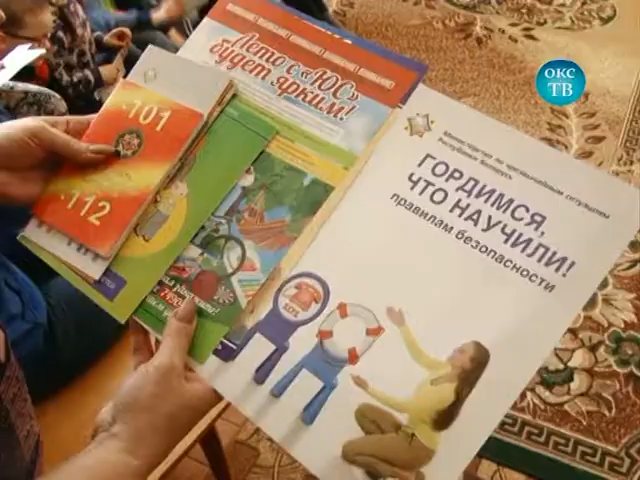 ОКС
ТВ
Лето с «ЮС»
будет ярким!
101
112
Министерство по чрезвычайным ситуациям
Республики Беларусь
ГОРДИМСЯ,
ЧТО НАУЧИЛИ!
правилам безопасности
101